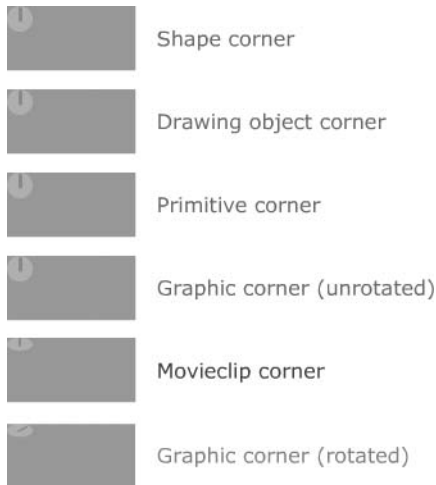 Shape corner
Drawing object corner
Primitive corner
Graphic corner (unrotated)
Movieclip corner
Graphic corner (rotated)